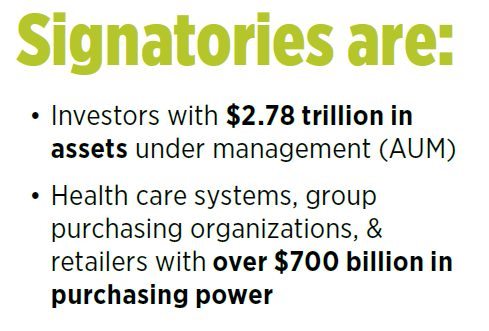 Signatories are:
• Investors with $2.78 trillion in
assets under management (AUM)
• Health care systems, group
purchasing organizations, &
retailers with over $700 billion in
purchasing power